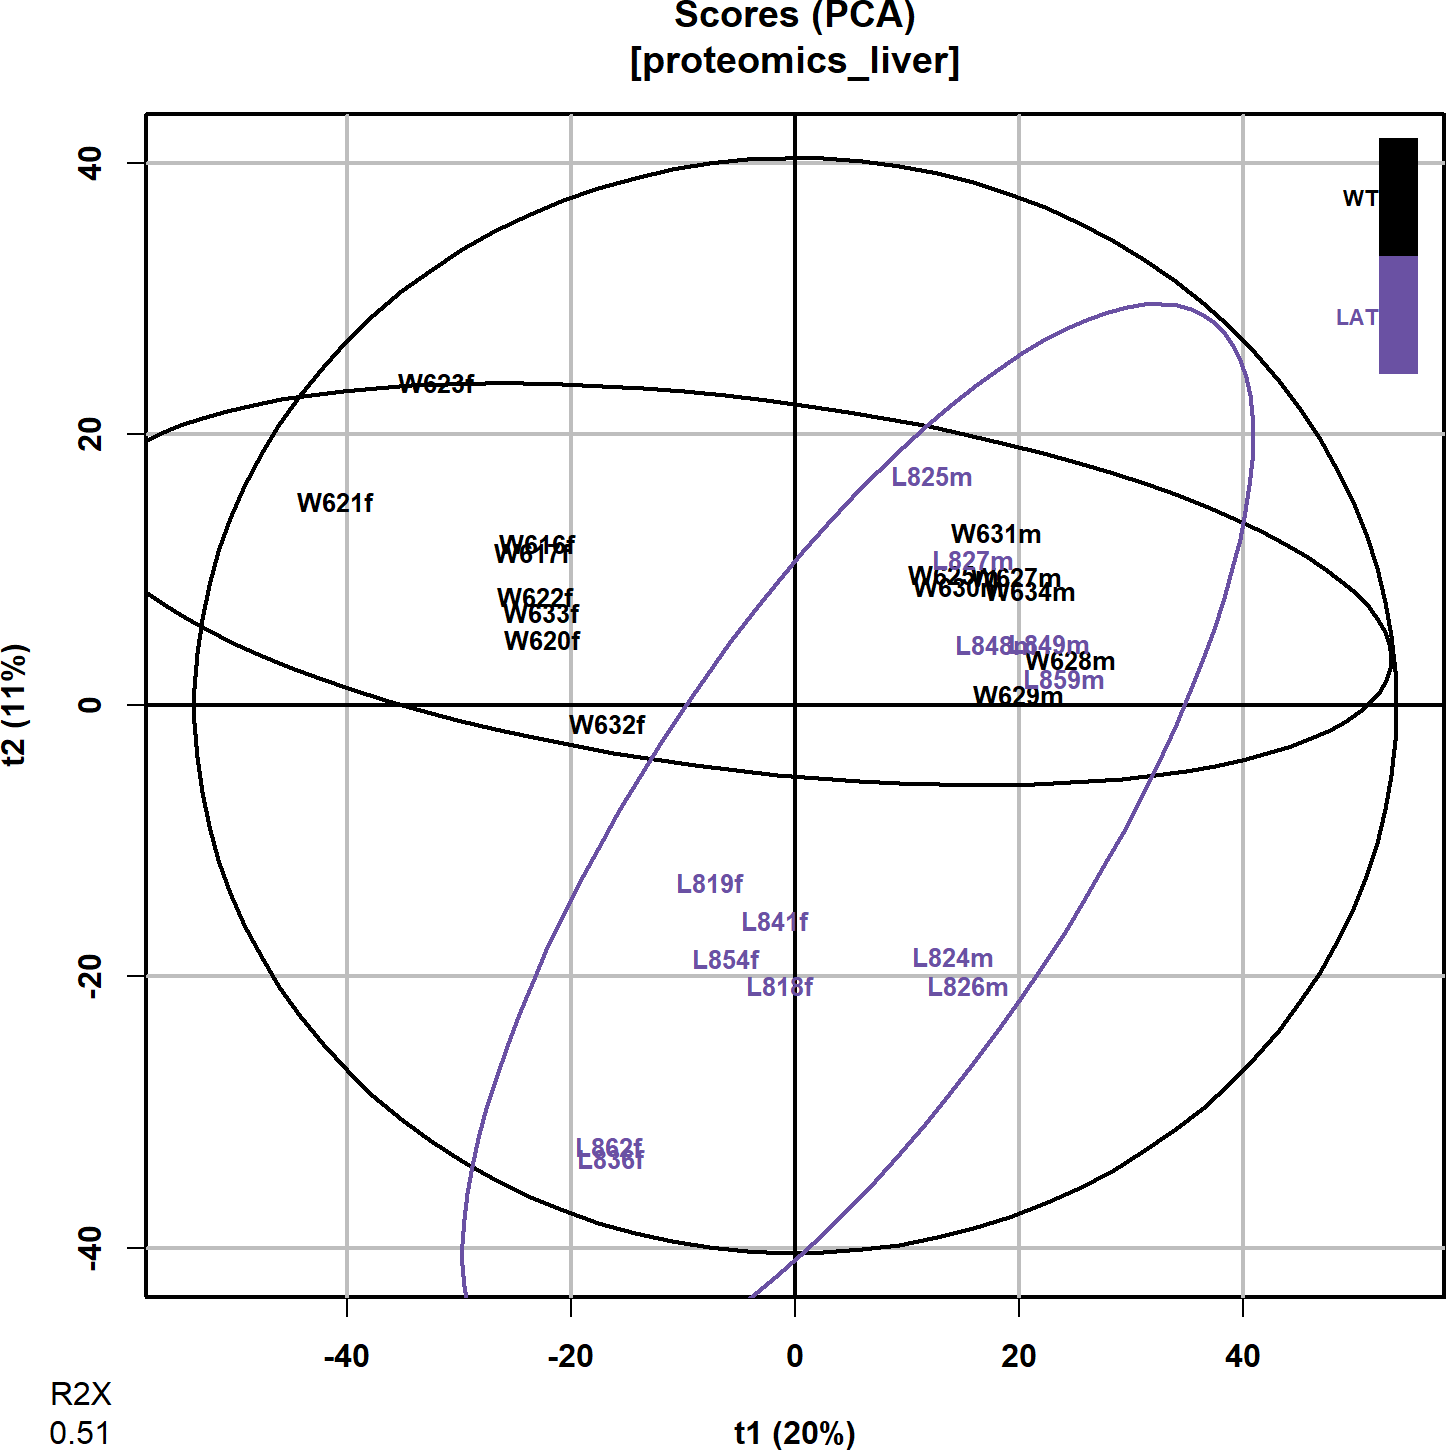 Scores (PCA)
[proteomics_liver]
WT
LAT
W623f
W621f
W616f
W617f
W622f
W633f
W620f
W632f
L825m
W631m
L827m
W625m
W627m
W630m
W634m
L848m
L849m
W628m
L859m
W629m
L819f
L841f
L854f
L818f
L824m
L826m
L862f
L836f
40
20
0
-20
-40
t2 (11%)
-40
-20
0
20
40
R2X
0.51
t1 (20%)